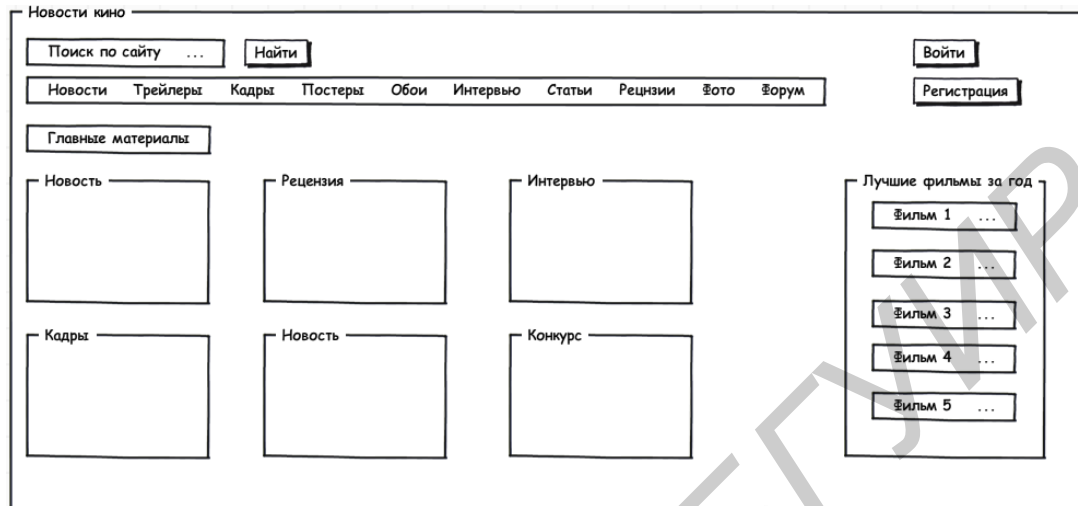 Новости кино
Поиск по сайту ... Найти Войти
Новости Трейлеры Кадры Постеры Обои Интервью Статьи Рецнзии Фото Форум Регистрация
Главные материалы
Новость Рецензия Интервью Лучшие фильмы за год
Фильм 1 ...
Фильм 2 ...
Фильм 3 ...
Кадры Новость Конкурс
Фильм 4 ...
Фильм 5 ...
ГУИР